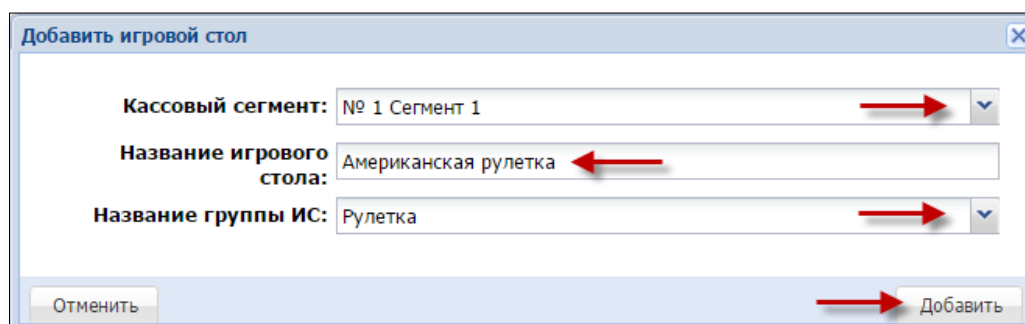 Добавить игровой стол
Кассовый сегмент: № 1 Сегмент 1
Название игрового
стола: Американская рулетка
Название группы ИС: Рулетка
Отменить Добавить